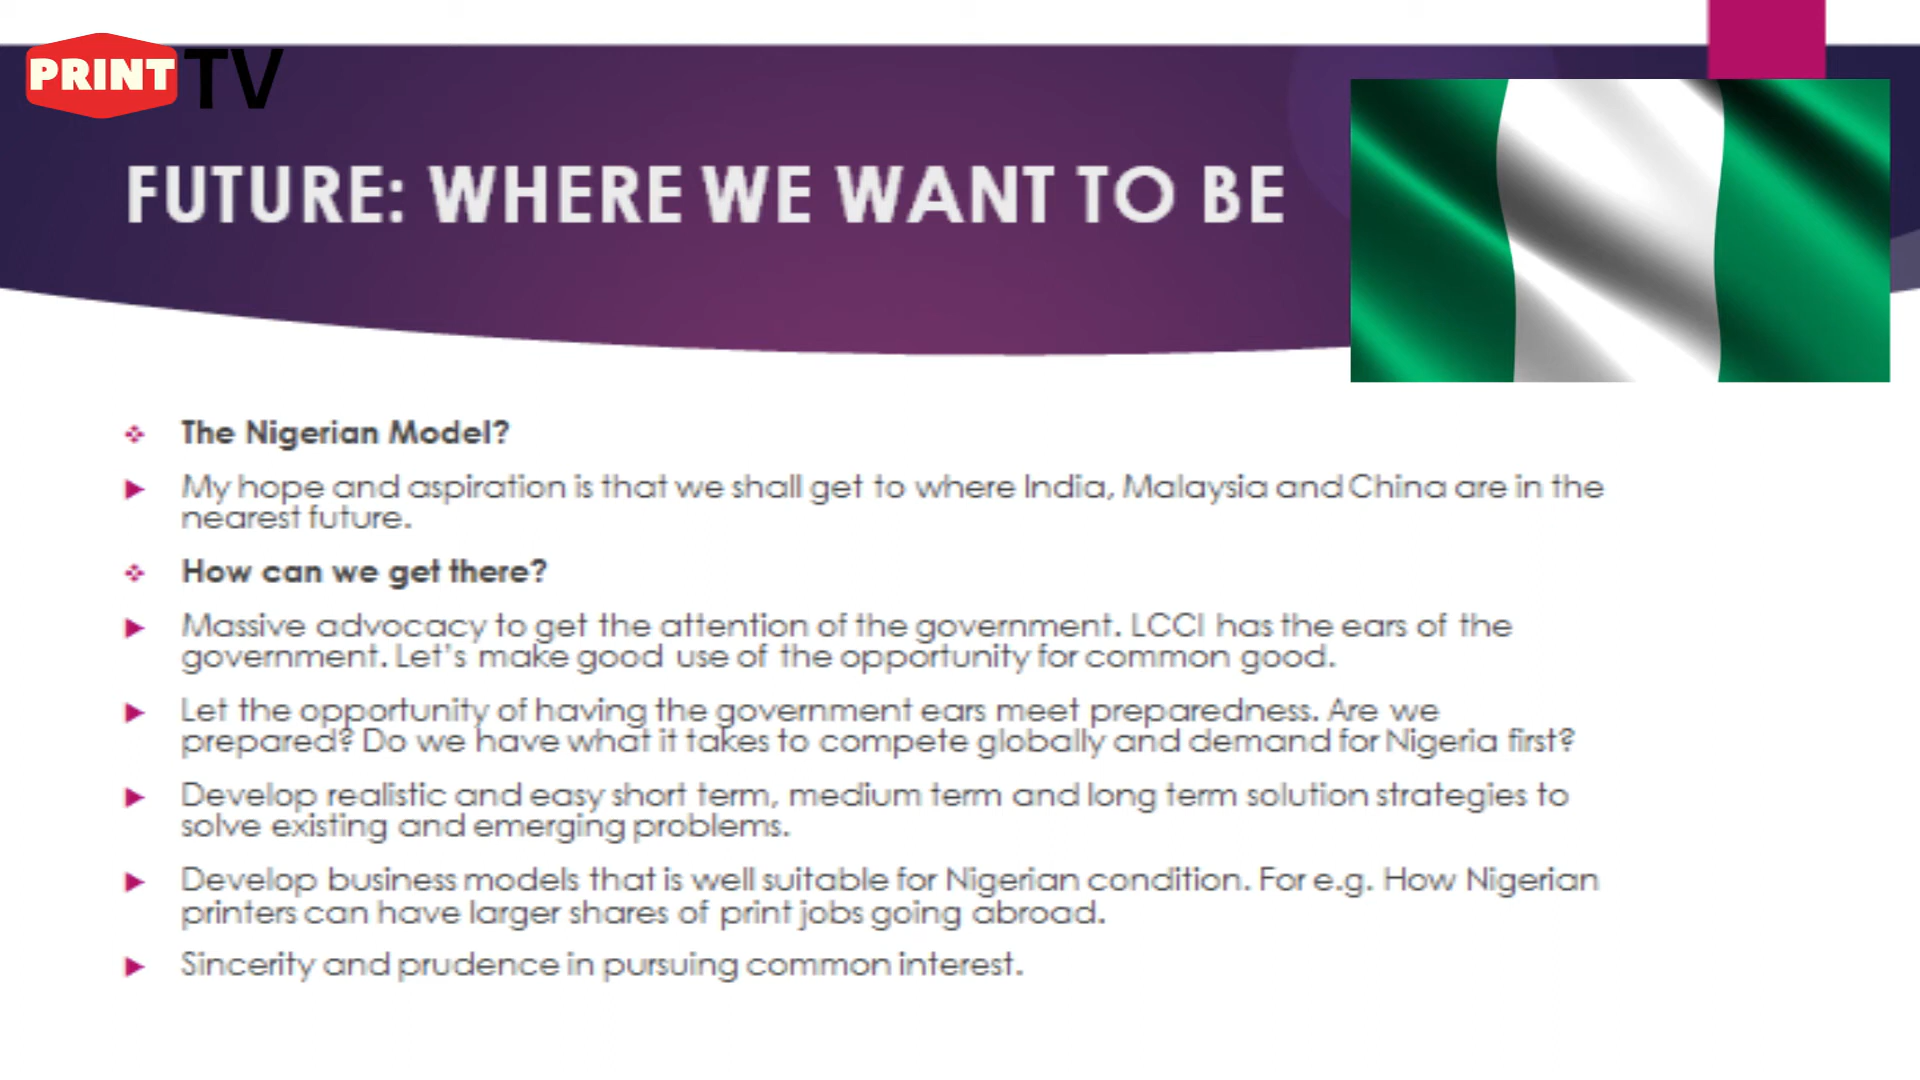 PRINT TV
FUTURE: WHERE WE WANT TO BE
The Nigerian Model?
My hope and aspiration is that we shall get to where India, Malaysia and China are in the
nearest future.
How can we get there?
Massive advocacy to get the attention of the government. LCCI has the ears of the
government. Let's make good use of the opportunity for common good.
Let the opportunity of having the government ears meet preparedness. Are we
prepared? Do we have what it takes to compete globally and demand for Nigeria first?
Develop realistic and easy short term, medium term and long term solution strategies to
solve existing and emerging problems.
Develop business models that is well suitable for Nigerian condition. For e.g. How Nigerian
printers can have larger shares of print jobs going abroad.
Sincerity and prudence in pursuing common interest.